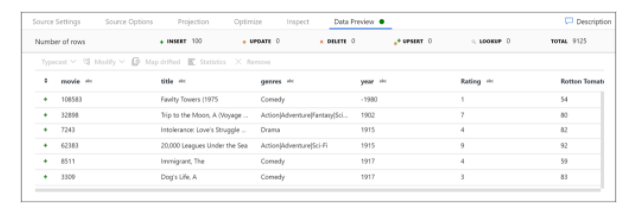 Source Settings Source Options Projection Optimize Inspect Data Preview Description
Number of rows + INSERT 100 UPDATE 0 DELETE 0 UPSERT 0 LOOKUP 0 TOTAL 9125
Typecast Modify Map drifted Statistics Remove
movie abc title abc genres abc year abc Rating abc Rotton Tomato
+ 108583 Fawlty Towers (1975 Comedy -1980 1 54
+ 32898 Trip to the Moon, A (Voyage ... Action|Adventure|Fantasy|Sci... 1902 7 80
+ 7243 Intolerance: Love's Struggle ... Drama 1915 4 82
+ 62383 20,000 Leagues Under the Sea Action|Adventure|Sci-Fi 1915 9 92
+ 8511 Immigrant, The Comedy 1917 4 59
+ 3309 Dog's Life, A Comedy 1917 3 83